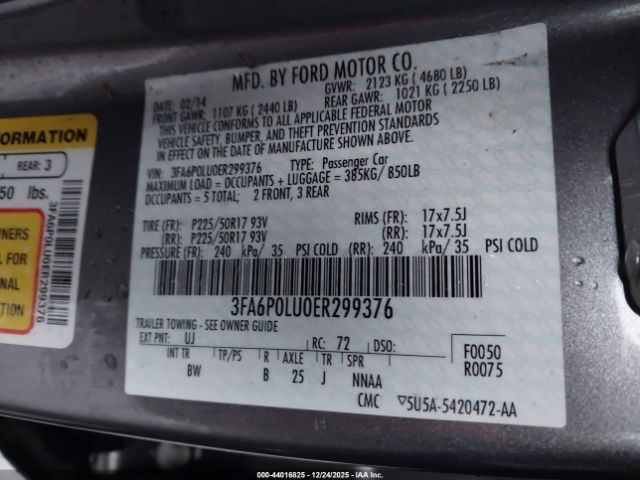 MFD. BY FORD MOTOR CO.
DATE: 02/14 GVWR: 2123 KG ( 4680 LB)
FRONT GAWR: 1107 KG ( 2440 LB) REAR GAWR: 1021 KG ( 2250 LB)
THIS VEHICLE CONFORMS TO ALL APPLICABLE FEDERAL MOTOR
VEHICLE SAFETY, BUMPER, AND THEFT PREVENTION STANDARDS
IN EFFECT ON THE DATE OF MANUFACTURE SHOWN ABOVE.
VIN: 3FA6P0LU0ER299376 TYPE: Passenger Car
MAXIMUM LOAD = OCCUPANTS + LUGGAGE = 385KG/ 850LB
OCCUPANTS = 5 TOTAL; 2 FRONT, 3 REAR
TIRE (FR): P225/50R17 93V RIMS (FR): 17x7.5J
(RR): P225/50R17 93V (RR): 17x7.5J
PRESSURE (FR): 240 kPa/ 35 PSI COLD (RR): 240 kPa/ 35 PSI COLD
3FA6P0LU0ER299376
TRAILER TOWING - SEE OWNER GUIDE
EXT PNT: UJ RC: 72 DSO: F0050
INT TR TP/PS R AXLE TR SPR R0075
BW B 25 J NNAA
CMC ▽5U5A-5420472-AA
FORMATION
REAR: 3
50 lbs.
3FA6P0LU0ER299376
WNERS
L FOR
NAL
TION
000-44016825 • 12/24/2025 • IAAI.com